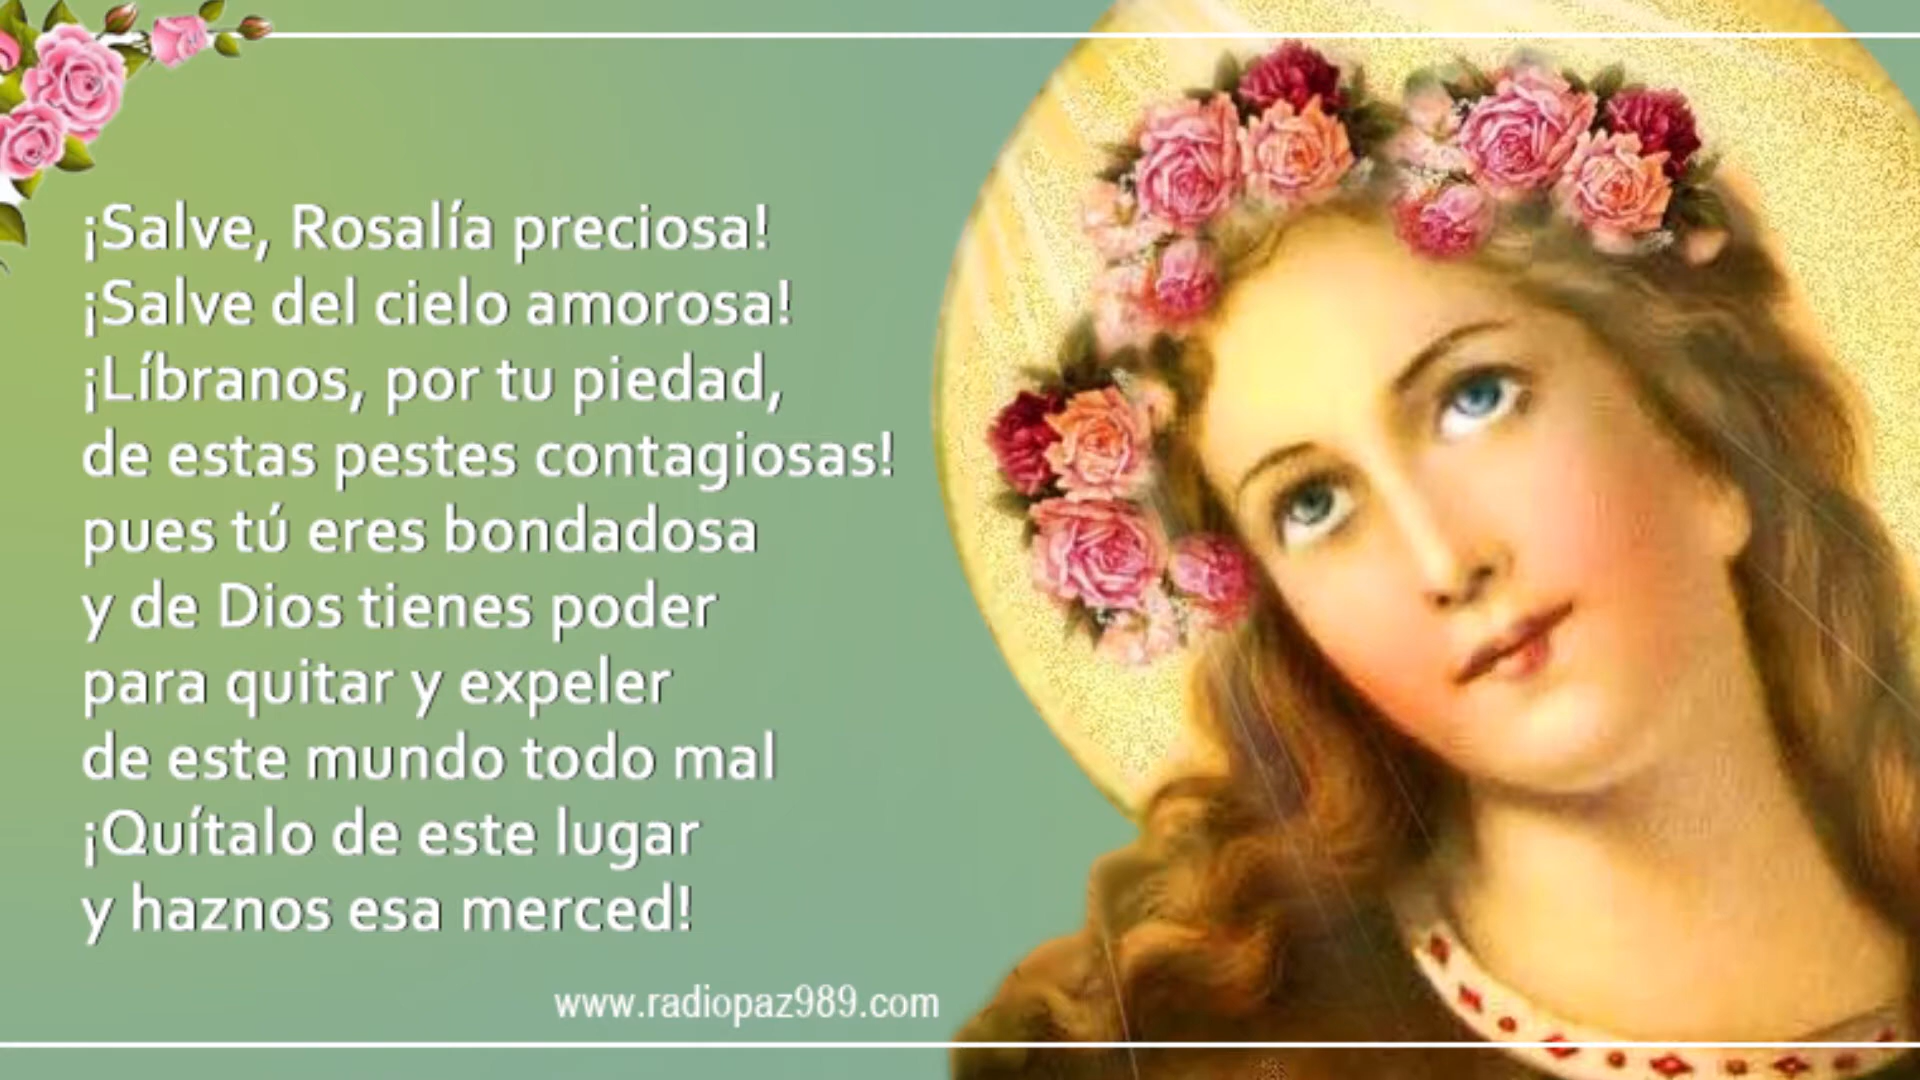 ¡Salve, Rosalía preciosa!
¡Salve del cielo amorosa!
¡Líbranos, por tu piedad,
de estas pestes contagiosas!
pues tú eres bondadosa
y de Dios tienes poder
para quitar y expeler
de este mundo todo mal
¡Quítalo de este lugar
y haznos esa merced!
www.radiopaz989.com